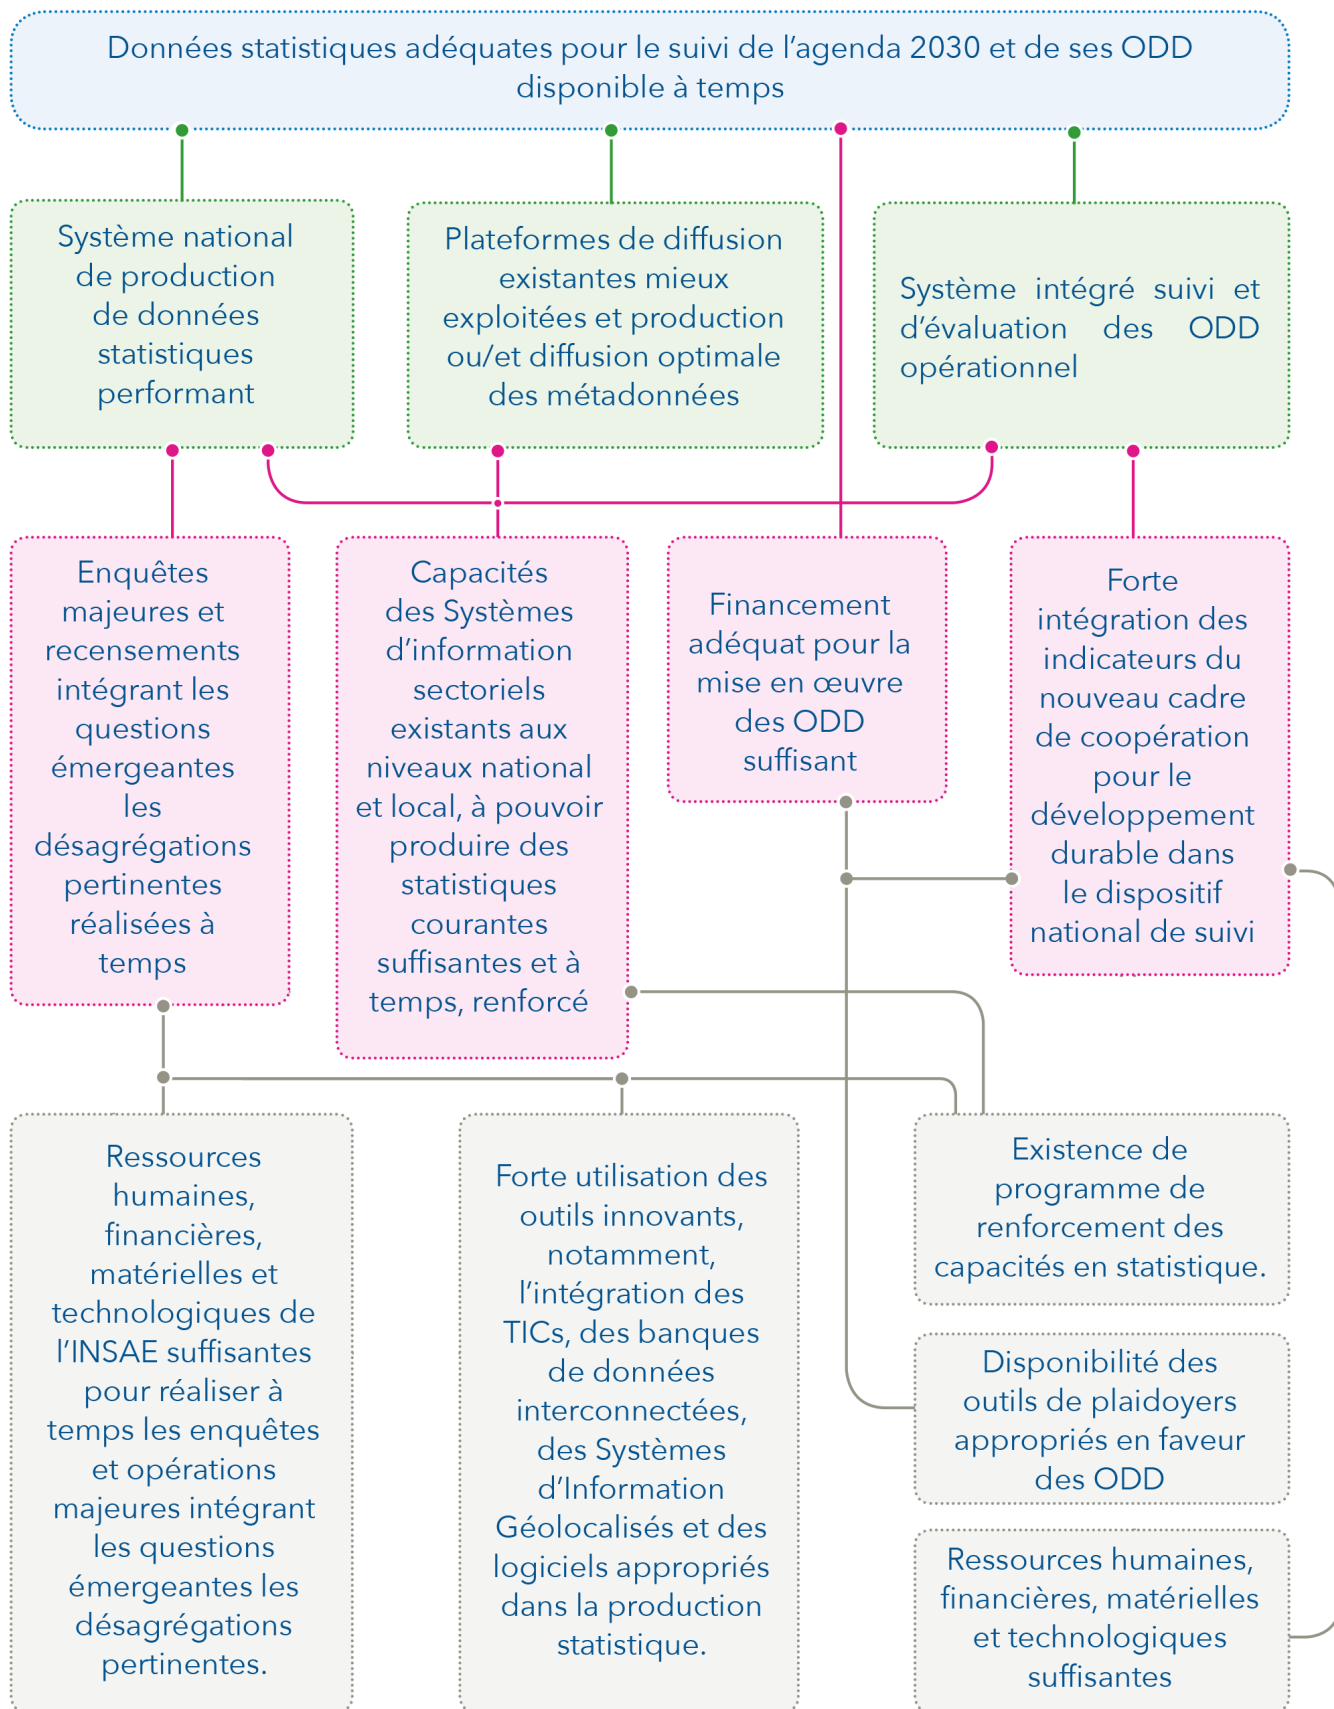 Données statistiques adéquates pour le suivi de l’agenda 2030 et de ses ODD
disponible à temps
Système national
de production
de données
statistiques
performant
Plateformes de diffusion
existantes mieux
exploitées et production
ou/et diffusion optimale
des métadonnées
Système intégré suivi et
d’évaluation des ODD
opérationnel
Enquêtes
majeures et
recensements
intégrant les
questions
émergeantes
les
désagrégations
pertinentes
réalisées à
temps
Capacités
des Systèmes
d’information
sectoriels
existants aux
niveaux national
et local, à pouvoir
produire des
statistiques
courantes
suffisantes et à
temps, renforcé
Financement
adéquat pour la
mise en œuvre
des ODD
suffisant
Forte
intégration des
indicateurs du
nouveau cadre
de coopération
pour le
développement
durable dans
le dispositif
national de suivi
Ressources
humaines,
financières,
matérielles et
technologiques de
l’INSAE suffisantes
pour réaliser à
temps les enquêtes
et opérations
majeures intégrant
les questions
émergeantes les
désagrégations
pertinentes.
Forte utilisation des
outils innovants,
notamment,
l’intégration des
TICs, des banques
de données
interconnectées,
des Systèmes
d’Information
Géolocalisés et des
logiciels appropriés
dans la production
statistique.
Existence de
programme de
renforcement des
capacités en statistique.
Disponibilité des
outils de plaidoyers
appropriés en faveur
des ODD
Ressources humaines,
financières, matérielles
et technologiques
suffisantes